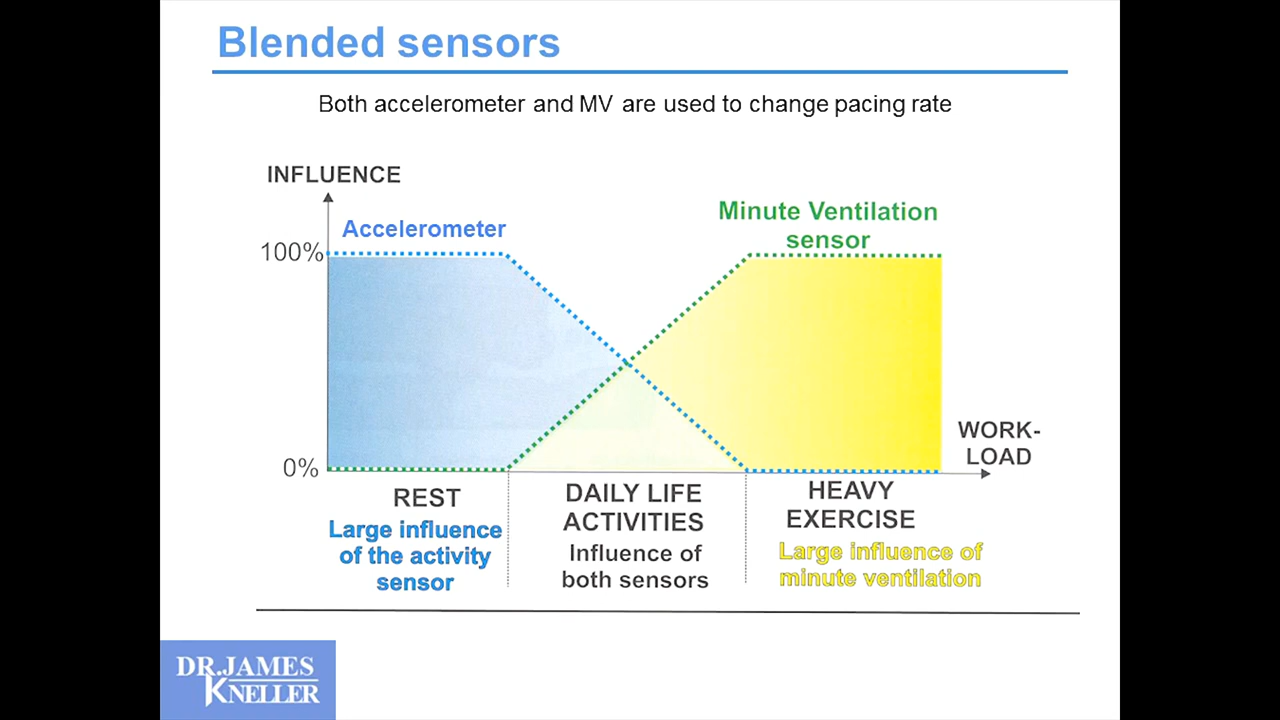 Blended sensors
Both accelerometer and MV are used to change pacing rate
INFLUENCE
Accelerometer
Minute Ventilation
sensor
100%
0%
WORK-
LOAD
REST
Large influence
of the activity
sensor
DAILY LIFE
ACTIVITIES
Influence of
both sensors
HEAVY
EXERCISE
Large influence of
minute ventilation
DR.JAMES
KNELLER